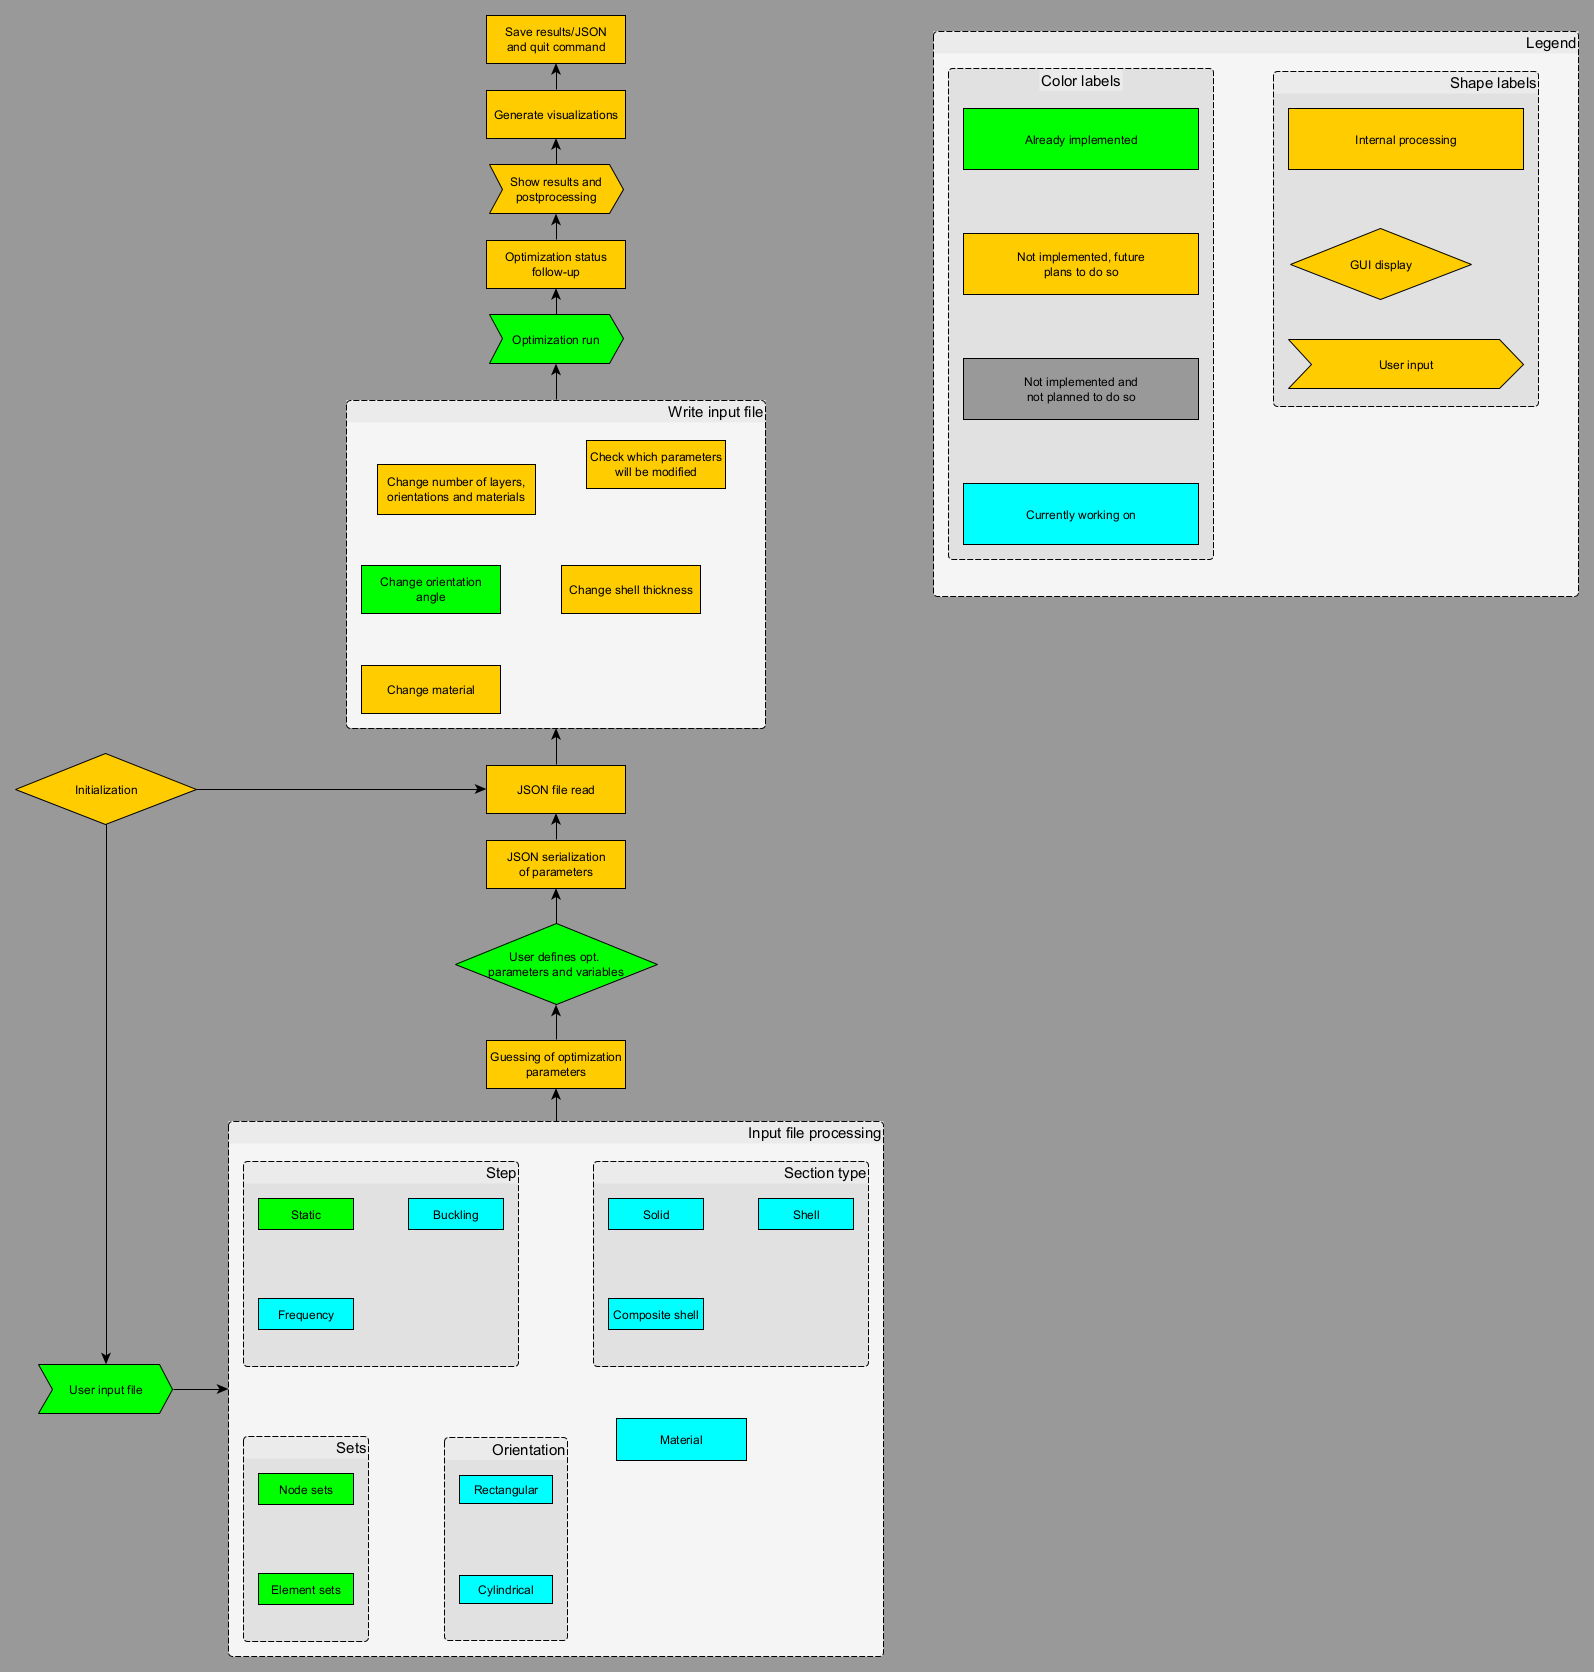 Save results/JSON
and quit command
Generate visualizations
Show results and
postprocessing
Optimization status
follow-up
Optimization run
Write input file
Check which parameters
will be modified
Change number of layers,
orientations and materials
Change orientation
angle
Change shell thickness
Change material
Initialization
JSON file read
JSON serialization
of parameters
User defines opt.
parameters and variables
Guessing of optimization
parameters
Input file processing
Step
Static
Buckling
Frequency
Section type
Solid
Shell
Composite shell
User input file
Sets
Node sets
Element sets
Orientation
Rectangular
Cylindrical
Material
Legend
Color labels
Already implemented
Not implemented, future
plans to do so
Not implemented and
not planned to do so
Currently working on
Shape labels
Internal processing
GUI display
User input